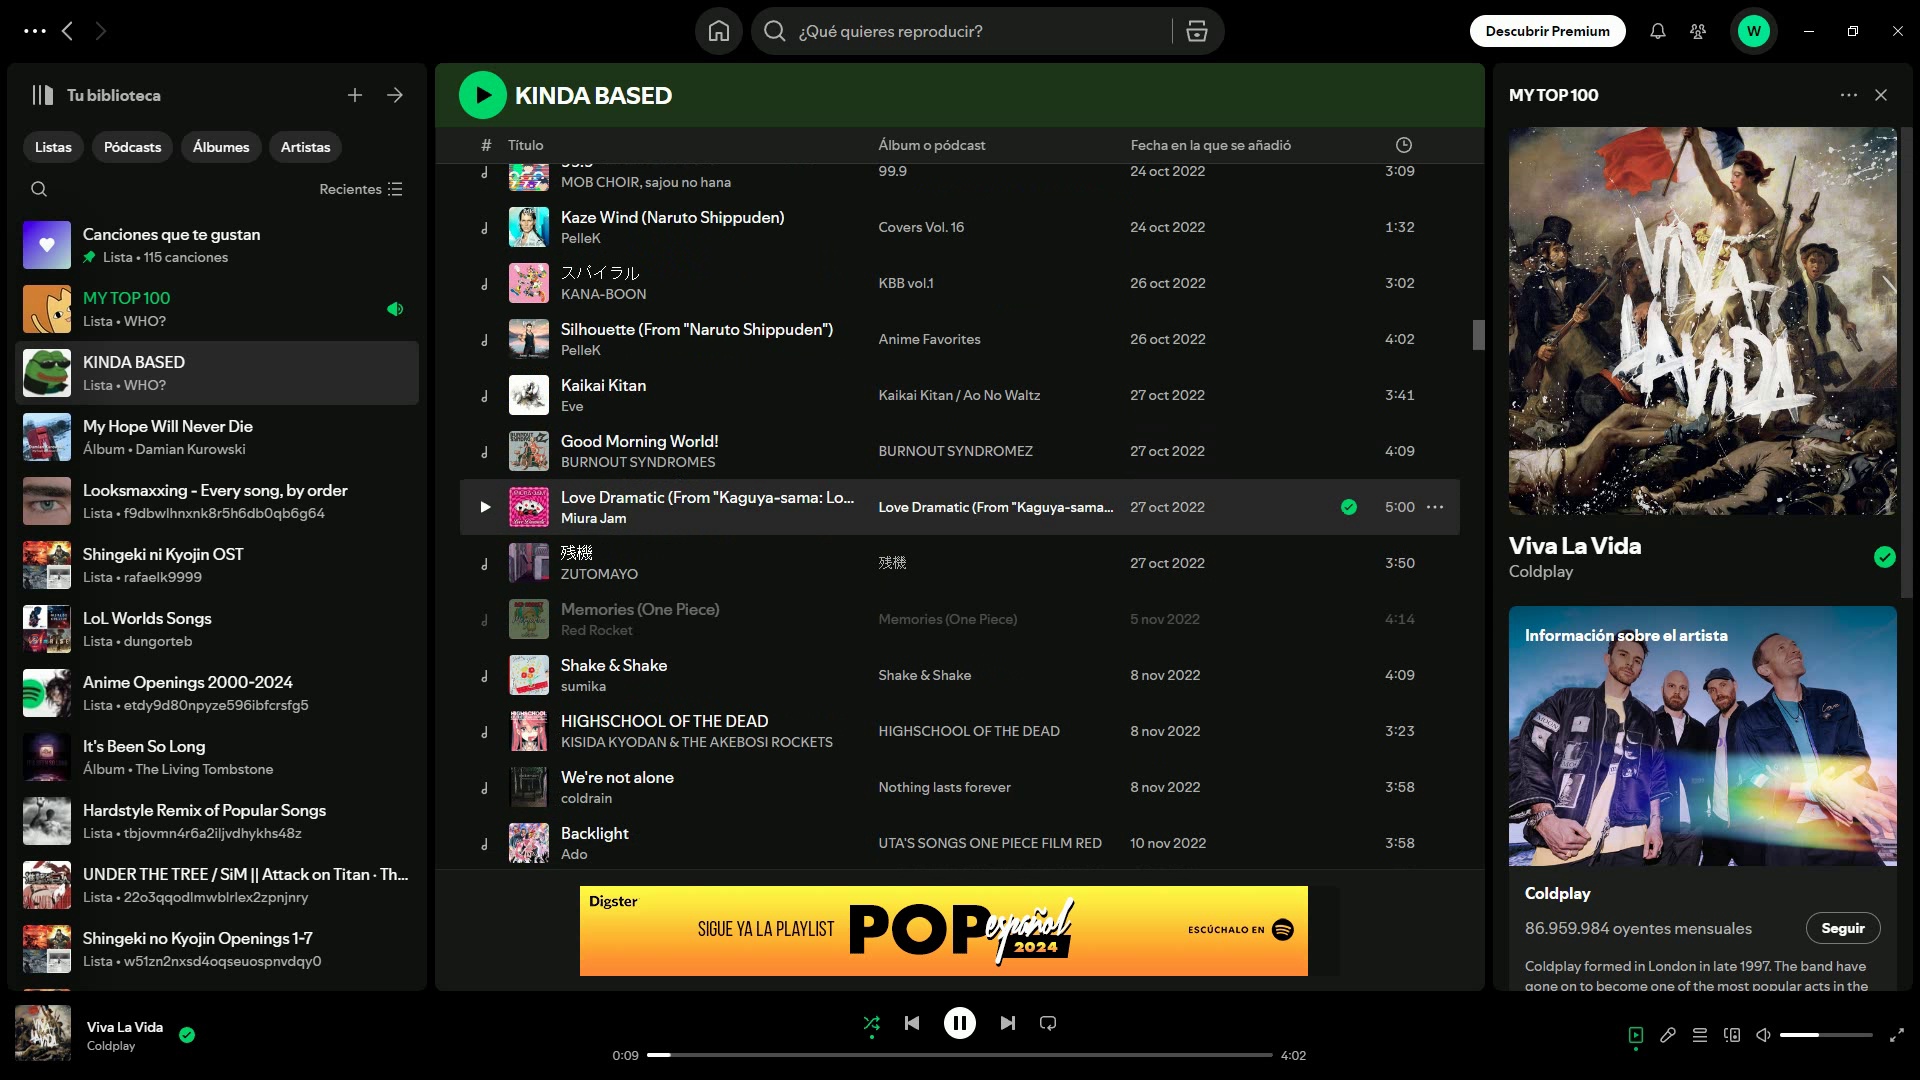 ¿Qué quieres reproducir?
Descubrir Premium
W
Tu biblioteca
Listas
Pódcasts
Álbumes
Artistas
Recientes
Canciones que te gustan
Lista • 115 canciones
MY TOP 100
Lista • WHO?
KINDA BASED
Lista • WHO?
My Hope Will Never Die
Álbum • Damian Kurowski
Looksmaxxing - Every song, by order
Lista • f9dbwlhnxnk8r5h6db0qb6g64
Shingeki ni Kyojin OST
Lista • rafaelk9999
LoL Worlds Songs
Lista • dungorteb
Anime Openings 2000-2024
Lista • etdy9d80npyze596ibfcrsfg5
It's Been So Long
Álbum • The Living Tombstone
Hardstyle Remix of Popular Songs
Lista • tbjovmn4r6a2iljvdhykhs48z
UNDER THE TREE / SiM || Attack on Titan · Th...
Lista • 22o3qqodlmwblrlex2zpnjnry
Shingeki no Kyojin Openings 1-7
Lista • w51zn2nxsd4oqseuospnvdqy0
KINDA BASED
# Título Álbum o pódcast Fecha en la que se añadió
99.9
MOB CHOIR, sajou no hana
99.9 24 oct 2022 3:09
Kaze Wind (Naruto Shippuden)
PelleK
Covers Vol. 16 24 oct 2022 1:32
スパイラル
KANA-BOON
KBB vol.1 26 oct 2022 3:02
Silhouette (From "Naruto Shippuden")
PelleK
Anime Favorites 26 oct 2022 4:02
Kaikai Kitan
Eve
Kaikai Kitan / Ao No Waltz 27 oct 2022 3:41
Good Morning World!
BURNOUT SYNDROMES
BURNOUT SYNDROMEZ 27 oct 2022 4:09
Love Dramatic (From "Kaguya-sama: Lo...
Miura Jam
Love Dramatic (From "Kaguya-sama... 27 oct 2022 5:00
残機
ZUTOMAYO
残機 27 oct 2022 3:50
Memories (One Piece)
Red Rocket
Memories (One Piece) 5 nov 2022 4:14
Shake & Shake
sumika
Shake & Shake 8 nov 2022 4:09
HIGHSCHOOL OF THE DEAD
KISIDA KYODAN & THE AKEBOSI ROCKETS
HIGHSCHOOL OF THE DEAD 8 nov 2022 3:23
We're not alone
coldrain
Nothing lasts forever 8 nov 2022 3:58
Backlight
Ado
UTA'S SONGS ONE PIECE FILM RED 10 nov 2022 3:58
Digster
SIGUE YA LA PLAYLIST
POP español
2024
ESCÚCHALO EN
MY TOP 100
VIVA
LA VIDA
Viva La Vida
Coldplay
Información sobre el artista
Coldplay
86.959.984 oyentes mensuales
Seguir
Coldplay formed in London in late 1997. The band have
gone on to become one of the most popular acts in the
Viva La Vida
Coldplay
0:09
4:02